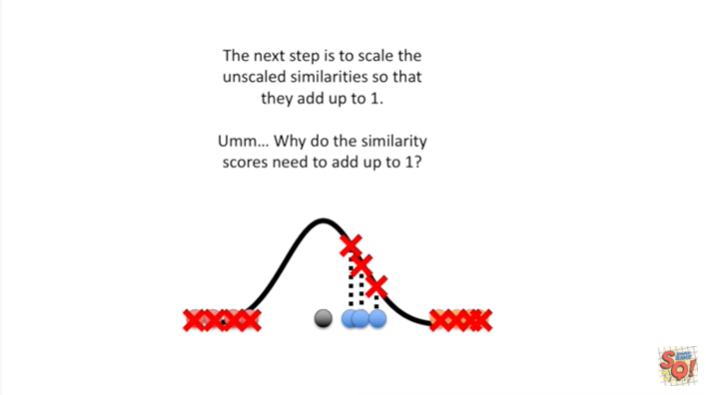 The next step is to scale the
unscaled similarities so that
they add up to 1.
Umm... Why do the similarity
scores need to add up to 1?
SQ!